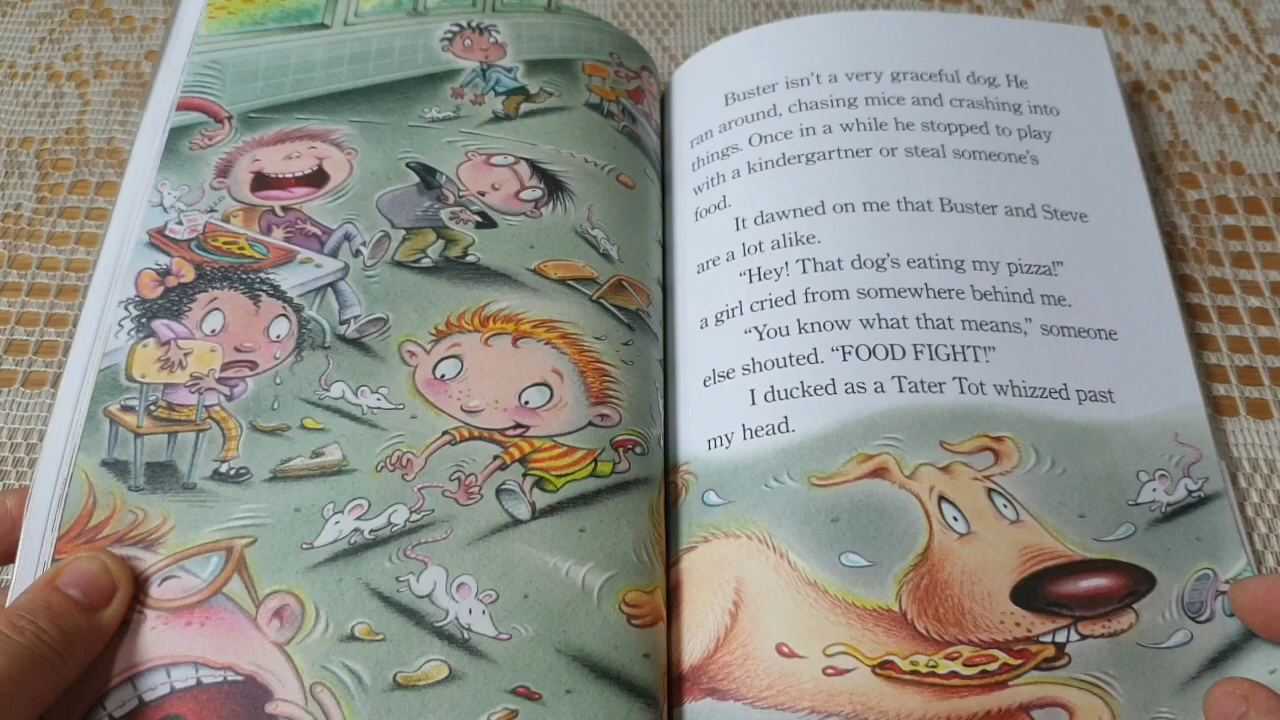 Buster isn't a very graceful dog. He
ran around, chasing mice and crashing into
things. Once in a while he stopped to play
with a kindergartner or steal someone's
food.
It dawned on me that Buster and Steve
are a lot alike.
“Hey! That dog's eating my pizza!”
a girl cried from somewhere behind me.
“You know what that means,” someone
else shouted. “FOOD FIGHT!”
I ducked as a Tater Tot whizzed past
my head.